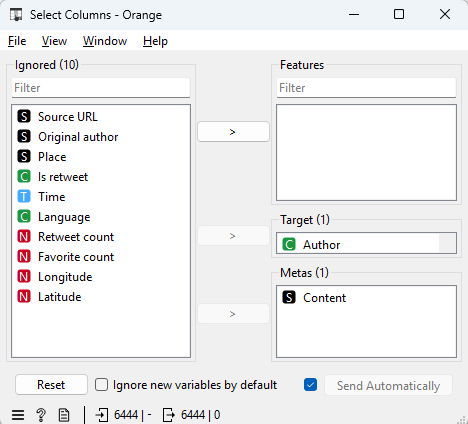 Select Columns - Orange
File View Window Help
Ignored (10)
Filter
S Source URL
S Original author
S Place
C Is retweet
T Time
C Language
N Retweet count
N Favorite count
N Longitude
N Latitude
>
>
>
Features
Filter
Target (1)
C Author
Metas (1)
S Content
Reset
Ignore new variables by default
Send Automatically
? 6444 | - 6444 | 0